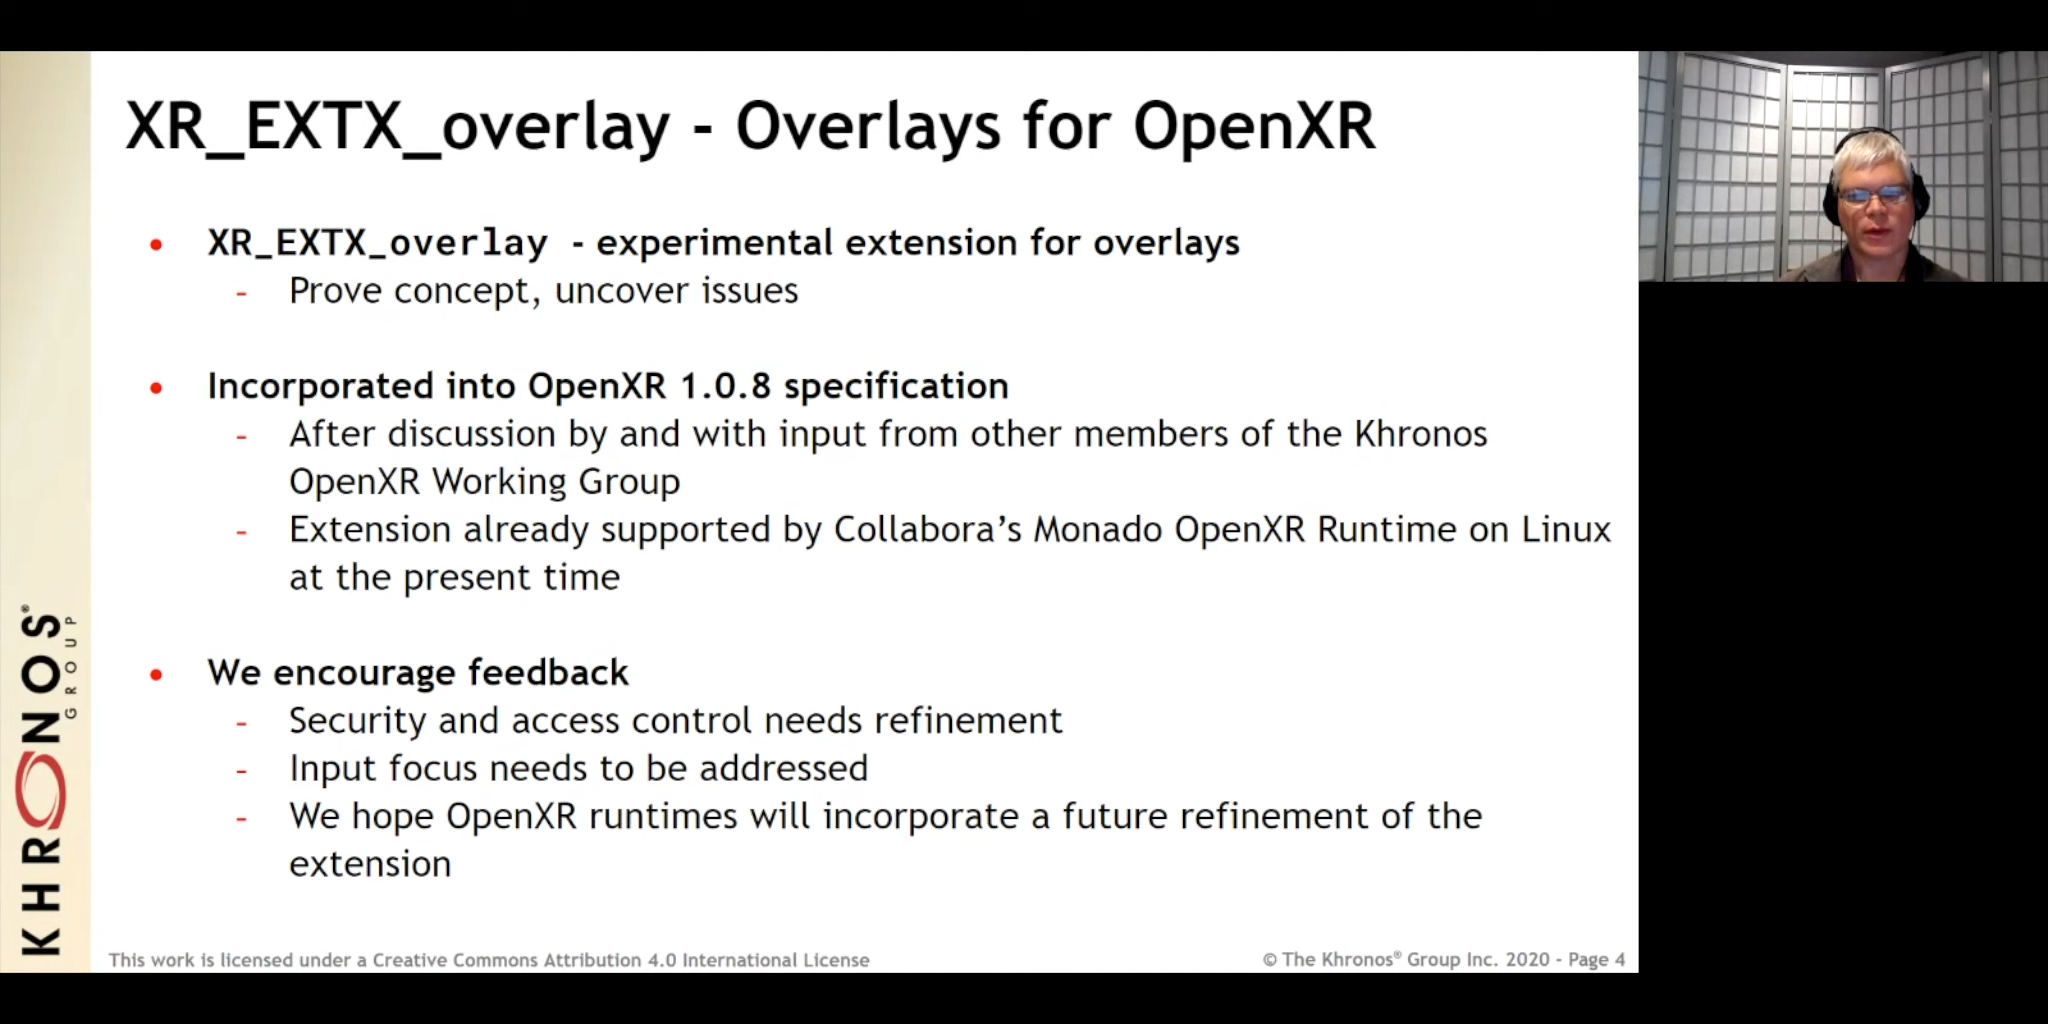 XR_EXTX_overlay - Overlays for OpenXR
• XR_EXTX_overlay - experimental extension for overlays
- Prove concept, uncover issues
• Incorporated into OpenXR 1.0.8 specification
- After discussion by and with input from other members of the Khronos
OpenXR Working Group
- Extension already supported by Collabora’s Monado OpenXR Runtime on Linux
at the present time
• We encourage feedback
- Security and access control needs refinement
- Input focus needs to be addressed
- We hope OpenXR runtimes will incorporate a future refinement of the
extension
KHRONOS®
GROUP
This work is licensed under a Creative Commons Attribution 4.0 International License
© The Khronos® Group Inc. 2020 - Page 4